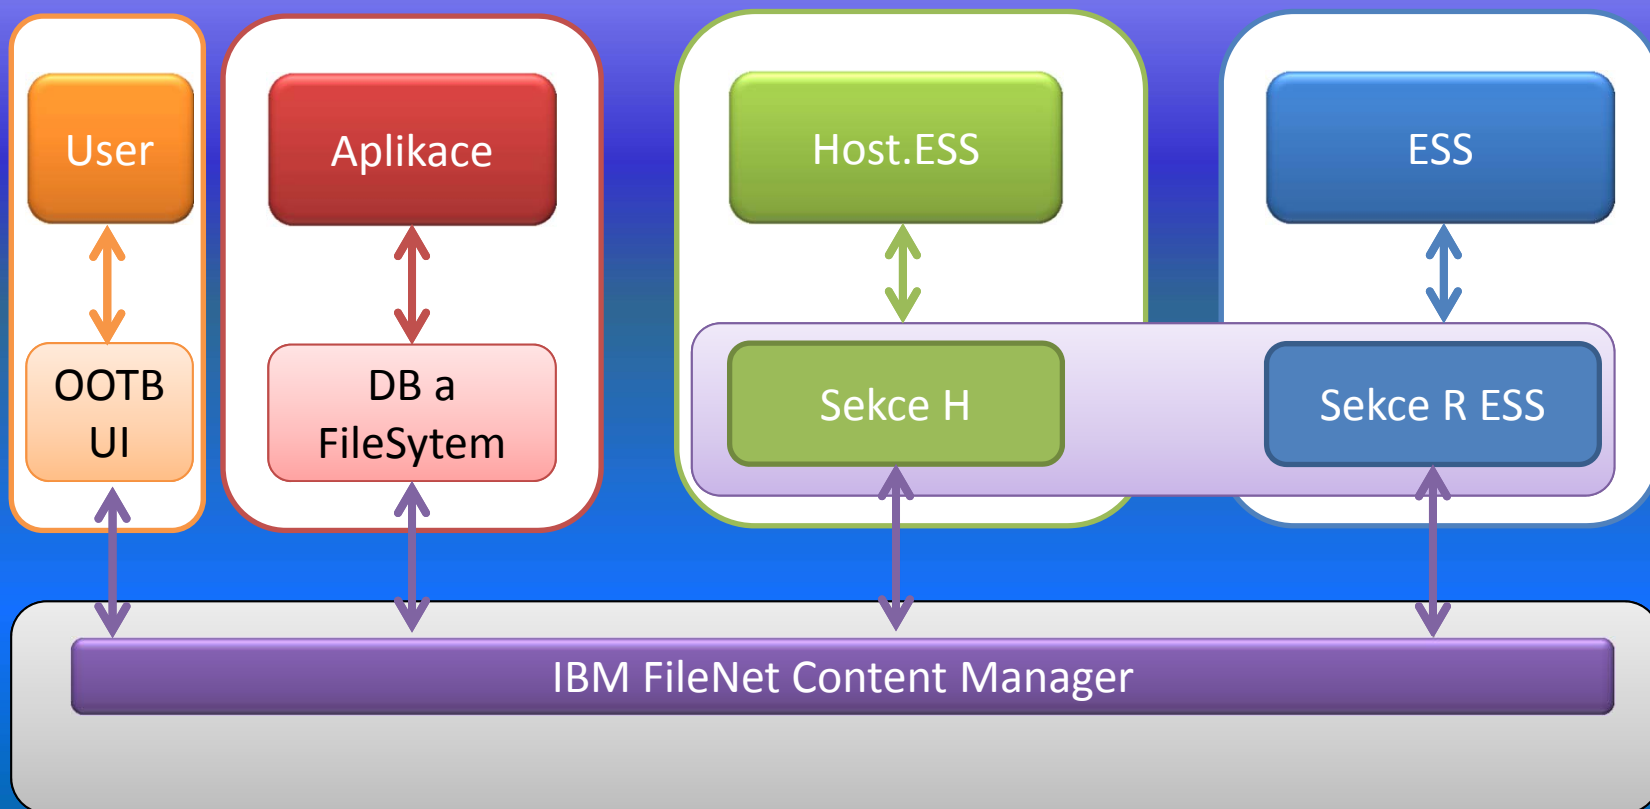 User
Aplikace
Host.ESS
ESS
OOTB
UI
DB a
FileSytem
Sekce H
Sekce R ESS
IBM FileNet Content Manager